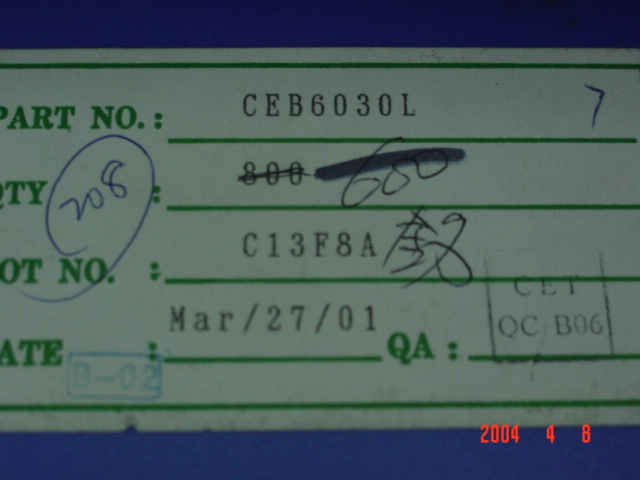 PART NO.: CEB6030L 7
QTY : 800 600
208
LOT NO. : C13F8A
DATE : Mar/27/01 QA :
CET
QC B06
B-02
2004 4 8